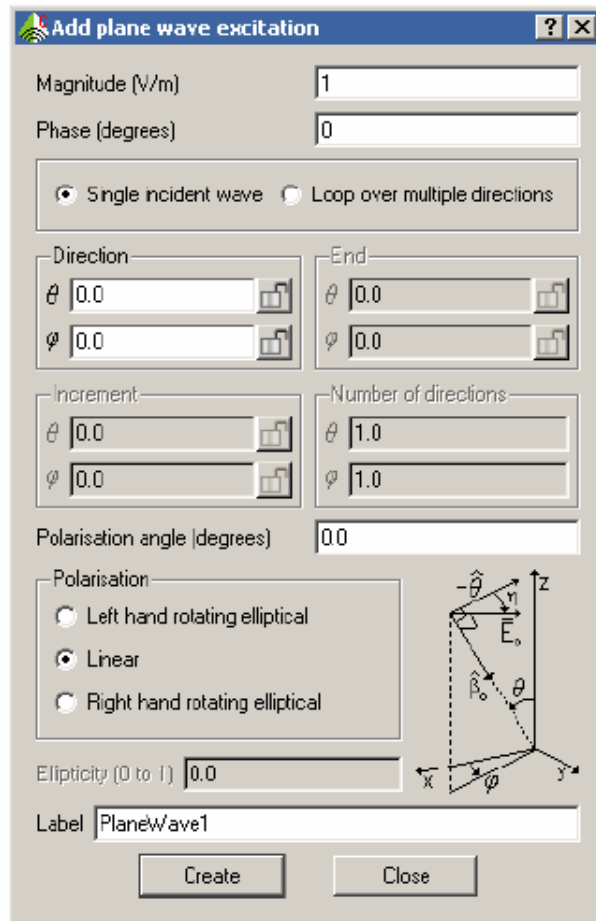 Add plane wave excitation
Magnitude (V/m) 1
Phase (degrees) 0
Single incident wave Loop over multiple directions
Direction End
θ 0.0 θ 0.0
φ 0.0 φ 0.0
Increment Number of directions
θ 0.0 θ 1.0
φ 0.0 φ 1.0
Polarisation angle (degrees) 0.0
Polarisation
Left hand rotating elliptical
Linear
Right hand rotating elliptical
-θ̂ η z
E̅₀
β̂₀ θ
x φ y
Elipticity (0 to 1) 0.0
Label PlaneWave1
Create Close